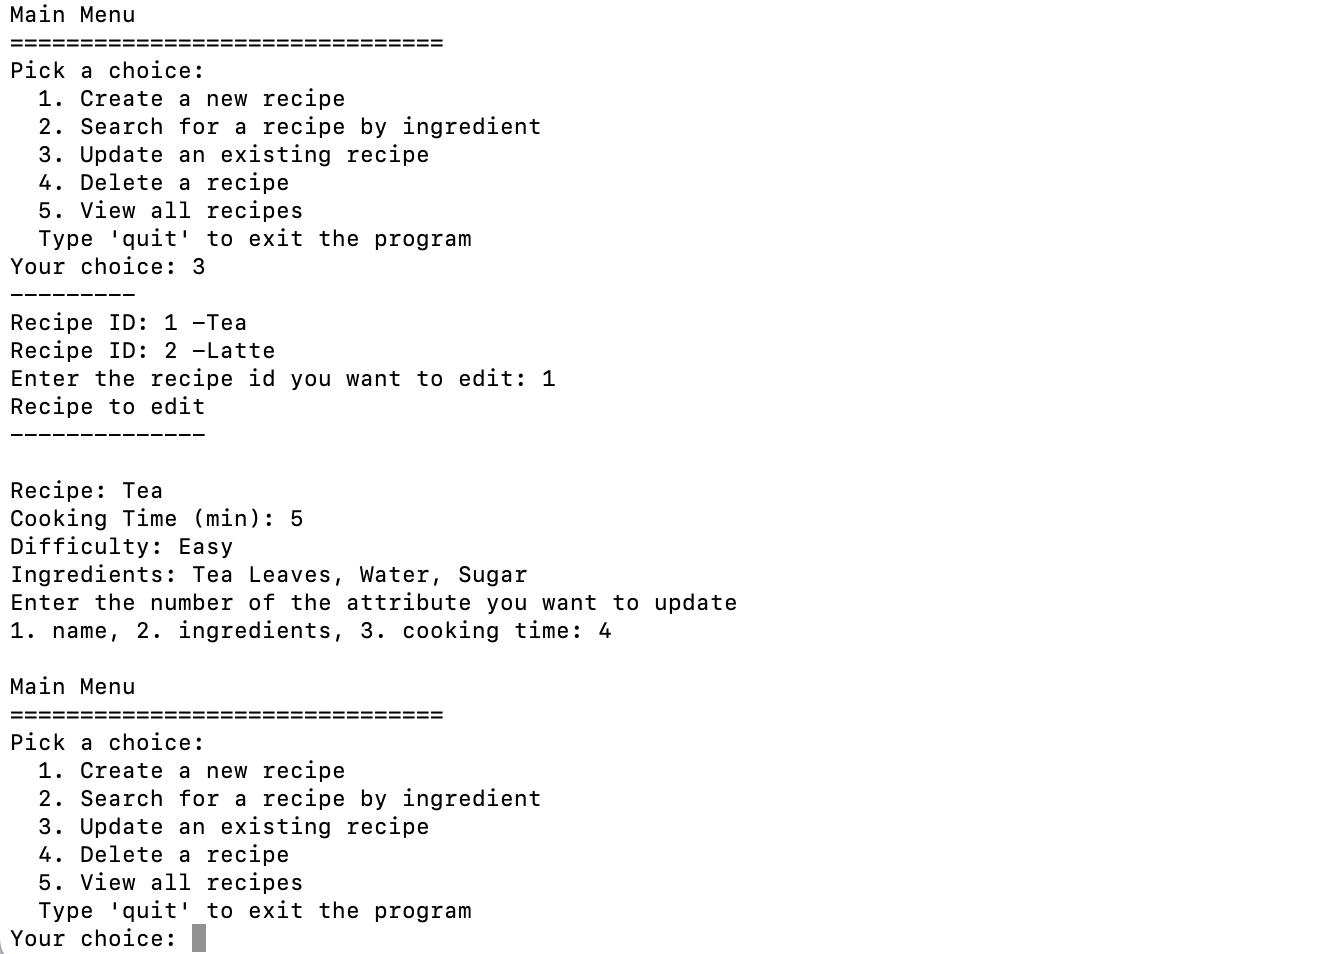 Main Menu
===============================
Pick a choice:
  1. Create a new recipe
  2. Search for a recipe by ingredient
  3. Update an existing recipe
  4. Delete a recipe
  5. View all recipes
  Type 'quit' to exit the program
Your choice: 3
---------
Recipe ID: 1 -Tea
Recipe ID: 2 -Latte
Enter the recipe id you want to edit: 1
Recipe to edit
--------------

Recipe: Tea
Cooking Time (min): 5
Difficulty: Easy
Ingredients: Tea Leaves, Water, Sugar
Enter the number of the attribute you want to update
1. name, 2. ingredients, 3. cooking time: 4

Main Menu
===============================
Pick a choice:
  1. Create a new recipe
  2. Search for a recipe by ingredient
  3. Update an existing recipe
  4. Delete a recipe
  5. View all recipes
  Type 'quit' to exit the program
Your choice: